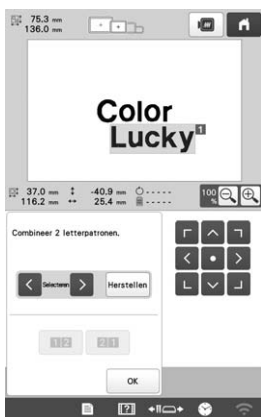 75.3 mm
136.0 mm
Color
Lucky 1
37.0 mm -40.9 mm -----
116.2 mm 25.4 mm -----
100 %
Combineer 2 letterpatronen.
Selecteren
Herstellen
1 2
2 1
OK